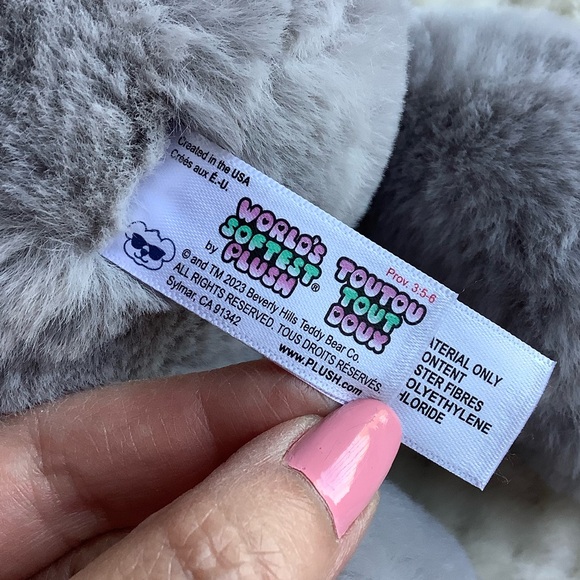 Created in the USA
Créés aux É.-U.
WORLD'S
SOFTEST
PLUSH®
TOUTOU
TOUT
DOUX
Prov. 3:5-6
by
© and TM 2023 Beverly Hills Teddy Bear Co.
ALL RIGHTS RESERVED. TOUS DROITS RESERVÉS.
Sylmar, CA 91342
www.PLUSH.com
ATERIAL ONLY
ONTENT
STER FIBRES
OLYETHYLENE
HLORIDE